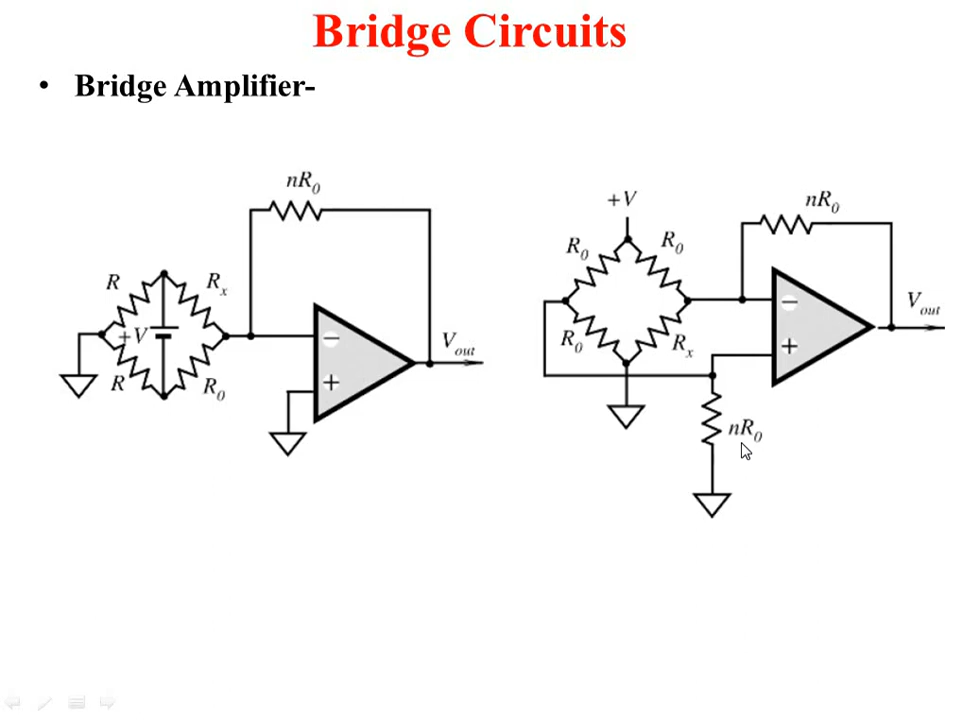 Bridge Circuits
• Bridge Amplifier-
nR0
R
Rx
+V
R
R0
−
+
Vout
+V
nR0
R0
R0
R0
Rx
−
+
Vout
nR0